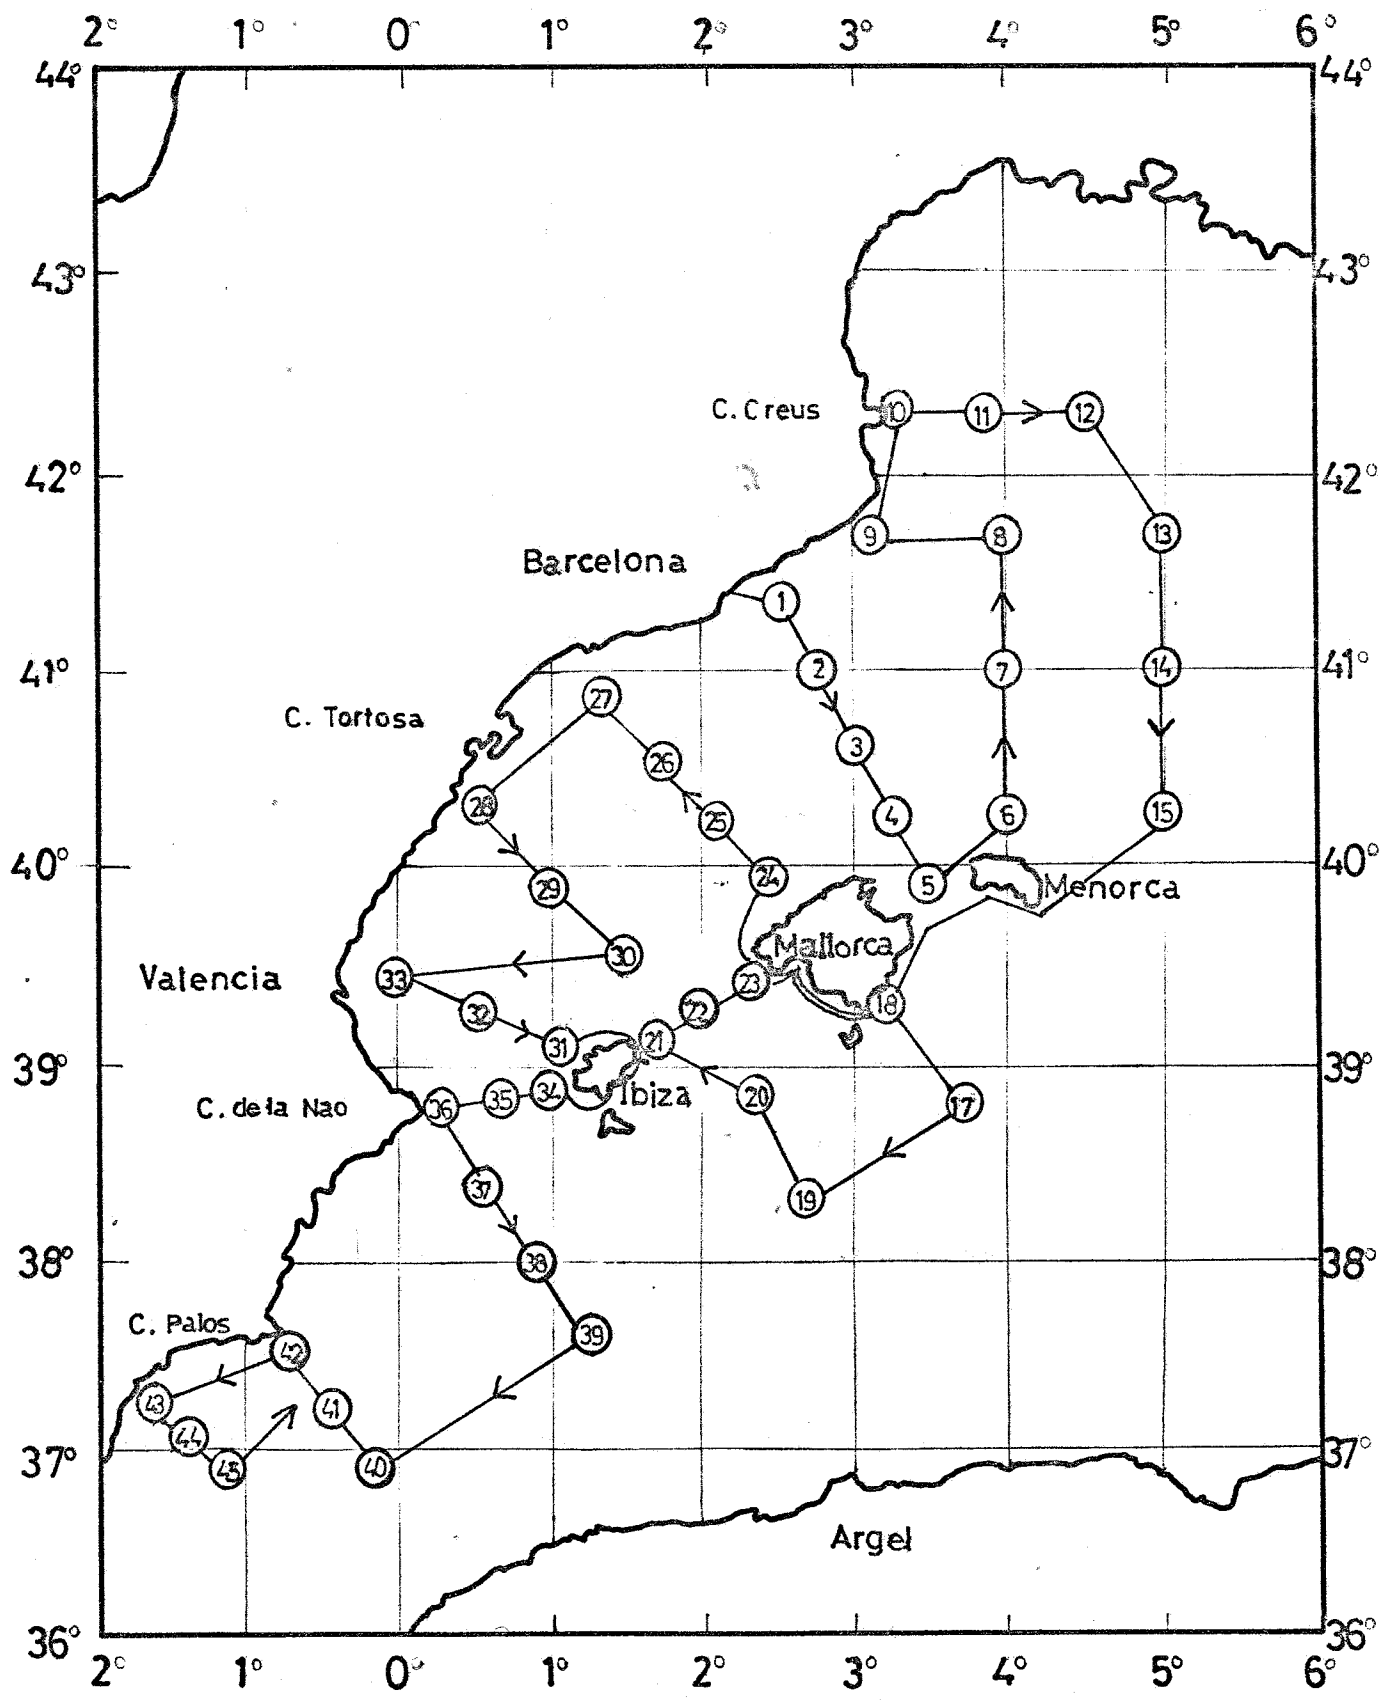 2° 1° 0° 1° 2° 3° 4° 5° 6°
44° 44°
43° 43°
C. Creus 10 11 12
42° 42°
9 8 13
Barcelona
1
41° 2 7 14 41°
27
C. Tortosa
3
26
28 25 4 6 15
40° 40°
24 5 Menorca
29
30 Mallorca
Valencia 33 23
32 22 18
31 21
39° 39°
C. de la Nao 36 35 34 Ibiza 20 17
37 19
38° 38 38°
C. Palos 39
42
43 41
44
37° 37°
45 40
Argel
36° 36°
2° 1° 0° 1° 2° 3° 4° 5° 6°